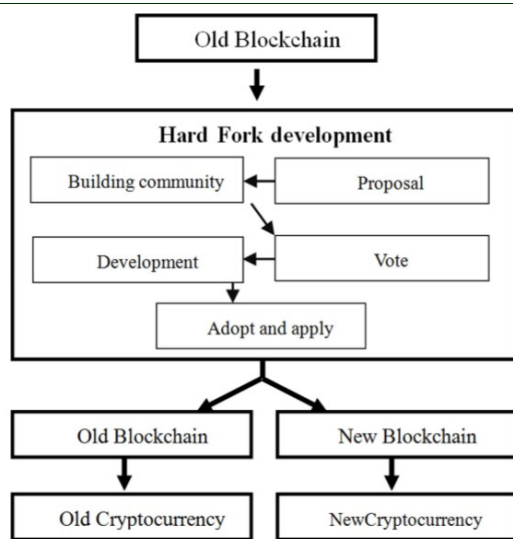 Old Blockchain
Hard Fork development
Building community
Proposal
Development
Vote
Adopt and apply
Old Blockchain
New Blockchain
Old Cryptocurrency
NewCryptocurrency